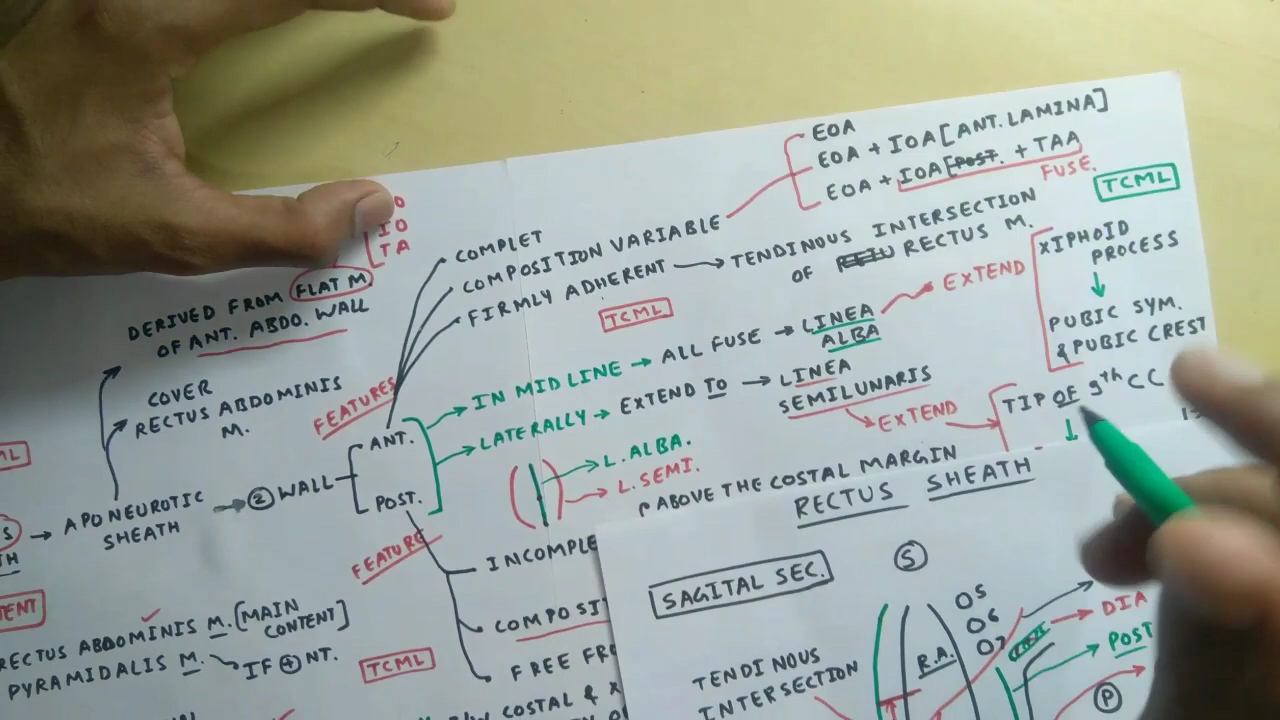 EOA
EOA + IOA [ANT. LAMINA]
EOA + IOA [POST. + TAA
FUSE.
TCML
O
IO
TA
COMPLET
COMPOSITION VARIABLE
FIRMLY ADHERENT → TENDINOUS INTERSECTION
OF RECTUS M.
TCML
XIPHOID
PROCESS
↓
PUBIC SYM.
& PUBIC CREST
DERIVED FROM FLAT M.
OF ANT. ABDO. WALL
COVER
RECTUS ABDOMINIS
M.
FEATURES
IN MID LINE → ALL FUSE → LINEA
ALBA
EXTEND
LATERALLY → EXTEND TO → LINEA
SEMILUNARIS
EXTEND
TIP OF 9th CC
↓
ANT.
POST.
L. ALBA.
L. SEMI.
ML
→ APONEUROTIC
SHEATH
→ ② WALL
FEATURE
ABOVE THE COSTAL MARGIN
INCOMPLE
COMPOSIT
FREE FR
COSTAL & X
RECTUS SHEATH
SAGITAL SEC.
S
O5
O6
O7
DIA
POST
R.A.
P
TENDINOUS
INTERSECTION
TENT
RECTUS ABDOMINIS M. [MAIN
CONTENT]
PYRAMIDALIS M. IF ⊕ NT.
TCML